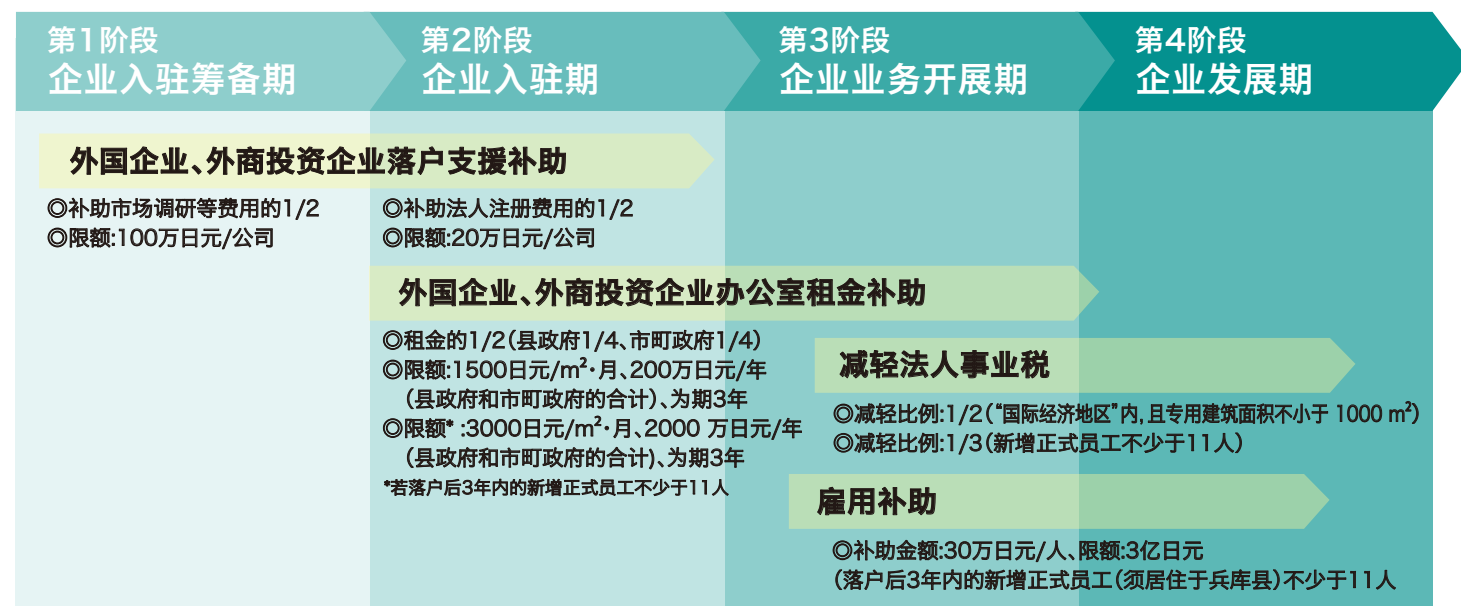 第1阶段
企业入驻筹备期
第2阶段
企业入驻期
第3阶段
企业业务开展期
第4阶段
企业发展期
外国企业、外商投资企业落户支援补助
◎补助市场调研等费用的1/2
◎限额:100万日元/公司
◎补助法人注册费用的1/2
◎限额:20万日元/公司
外国企业、外商投资企业办公室租金补助
◎租金的1/2(县政府1/4、市町政府1/4)
◎限额:1500日元/m²·月、200万日元/年
(县政府和市町政府的合计)、为期3年
◎限额* :3000日元/m²·月、2000 万日元/年
(县政府和市町政府的合计)、为期3年
*若落户后3年内的新增正式员工不少于11人
减轻法人事业税
◎减轻比例:1/2(“国际经济地区”内,且专用建筑面积不小于 1000 m²)
◎减轻比例:1/3(新增正式员工不少于11人)
雇用补助
◎补助金额:30万日元/人、限额:3亿日元
(落户后3年内的新增正式员工(须居住于兵库县)不少于11人